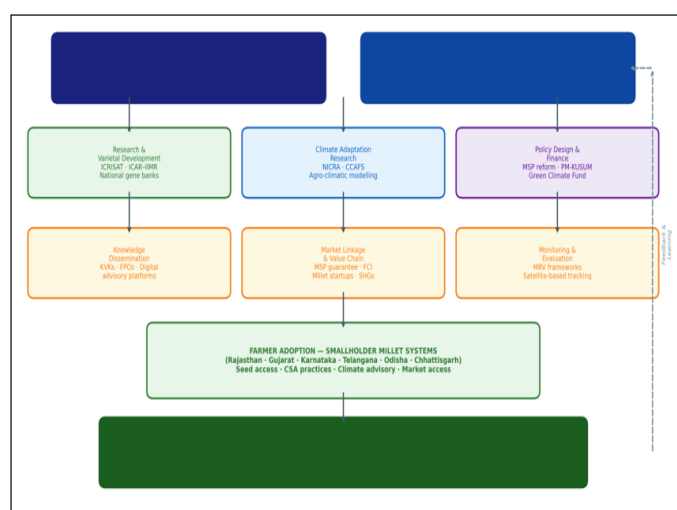 Research &
Varietal Development
ICRISAT · ICAR-IIMR
National gene banks
Climate Adaptation
Research
NICRA · CCAFS
Agro-climatic modelling
Policy Design &
Finance
MSP reform · PM-KUSUM
Green Climate Fund
Knowledge
Dissemination
KVKs · FPOs · Digital
advisory platforms
Market Linkage
& Value Chain
MSP guarantee · FCI
Millet startups · SHGs
Monitoring &
Evaluation
MRV frameworks
Satellite-based tracking
Feedback &
Learning
FARMER ADOPTION — SMALLHOLDER MILLET SYSTEMS
(Rajasthan · Gujarat · Karnataka · Telangana · Odisha · Chhattisgarh)
Seed access · CSA practices · Climate advisory · Market access